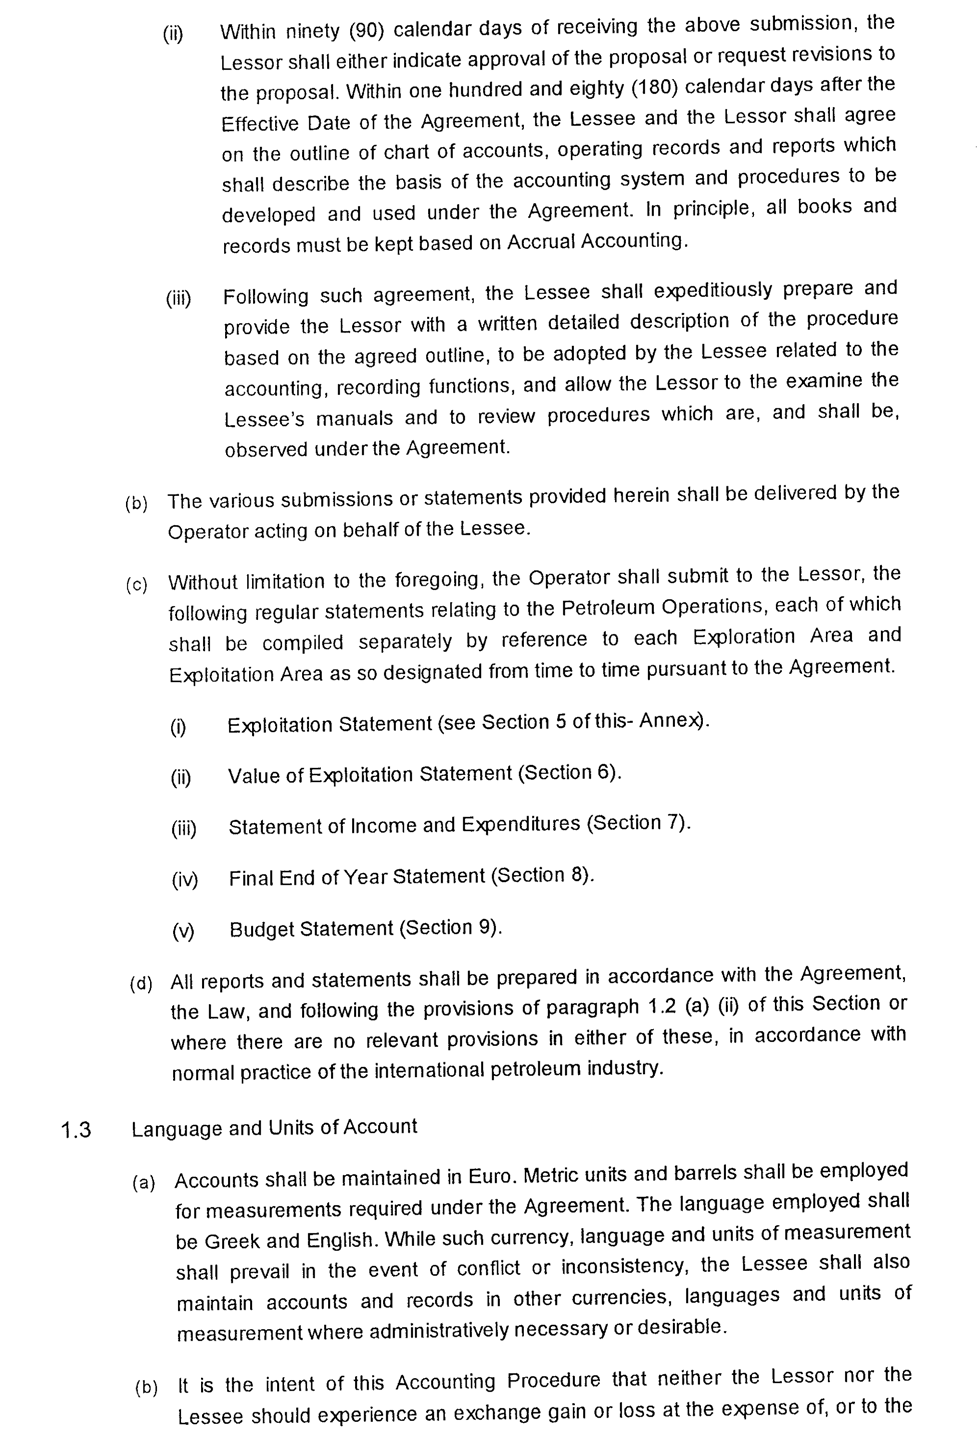 (ii) Within ninety (90) calendar days of receiving the above submission, the
Lessor shall either indicate approval of the proposal or request revisions to
the proposal. Within one hundred and eighty (180) calendar days after the
Effective Date of the Agreement, the Lessee and the Lessor shall agree
on the outline of chart of accounts, operating records and reports which
shall describe the basis of the accounting system and procedures to be
developed and used under the Agreement. In principle, all books and
records must be kept based on Accrual Accounting.
(iii) Following such agreement, the Lessee shall expeditiously prepare and
provide the Lessor with a written detailed description of the procedure
based on the agreed outline, to be adopted by the Lessee related to the
accounting, recording functions, and allow the Lessor to the examine the
Lessee's manuals and to review procedures which are, and shall be,
observed under the Agreement.
(b) The various submissions or statements provided herein shall be delivered by the
Operator acting on behalf of the Lessee.
(c) Without limitation to the foregoing, the Operator shall submit to the Lessor, the
following regular statements relating to the Petroleum Operations, each of which
shall be compiled separately by reference to each Exploration Area and
Exploitation Area as so designated from time to time pursuant to the Agreement.
(i) Exploitation Statement (see Section 5 of this- Annex).
(ii) Value of Exploitation Statement (Section 6).
(iii) Statement of Income and Expenditures (Section 7).
(iv) Final End of Year Statement (Section 8).
(v) Budget Statement (Section 9).
(d) All reports and statements shall be prepared in accordance with the Agreement,
the Law, and following the provisions of paragraph 1.2 (a) (ii) of this Section or
where there are no relevant provisions in either of these, in accordance with
normal practice of the international petroleum industry.
1.3 Language and Units of Account
(a) Accounts shall be maintained in Euro. Metric units and barrels shall be employed
for measurements required under the Agreement. The language employed shall
be Greek and English. While such currency, language and units of measurement
shall prevail in the event of conflict or inconsistency, the Lessee shall also
maintain accounts and records in other currencies, languages and units of
measurement where administratively necessary or desirable.
(b) It is the intent of this Accounting Procedure that neither the Lessor nor the
Lessee should experience an exchange gain or loss at the expense of, or to the